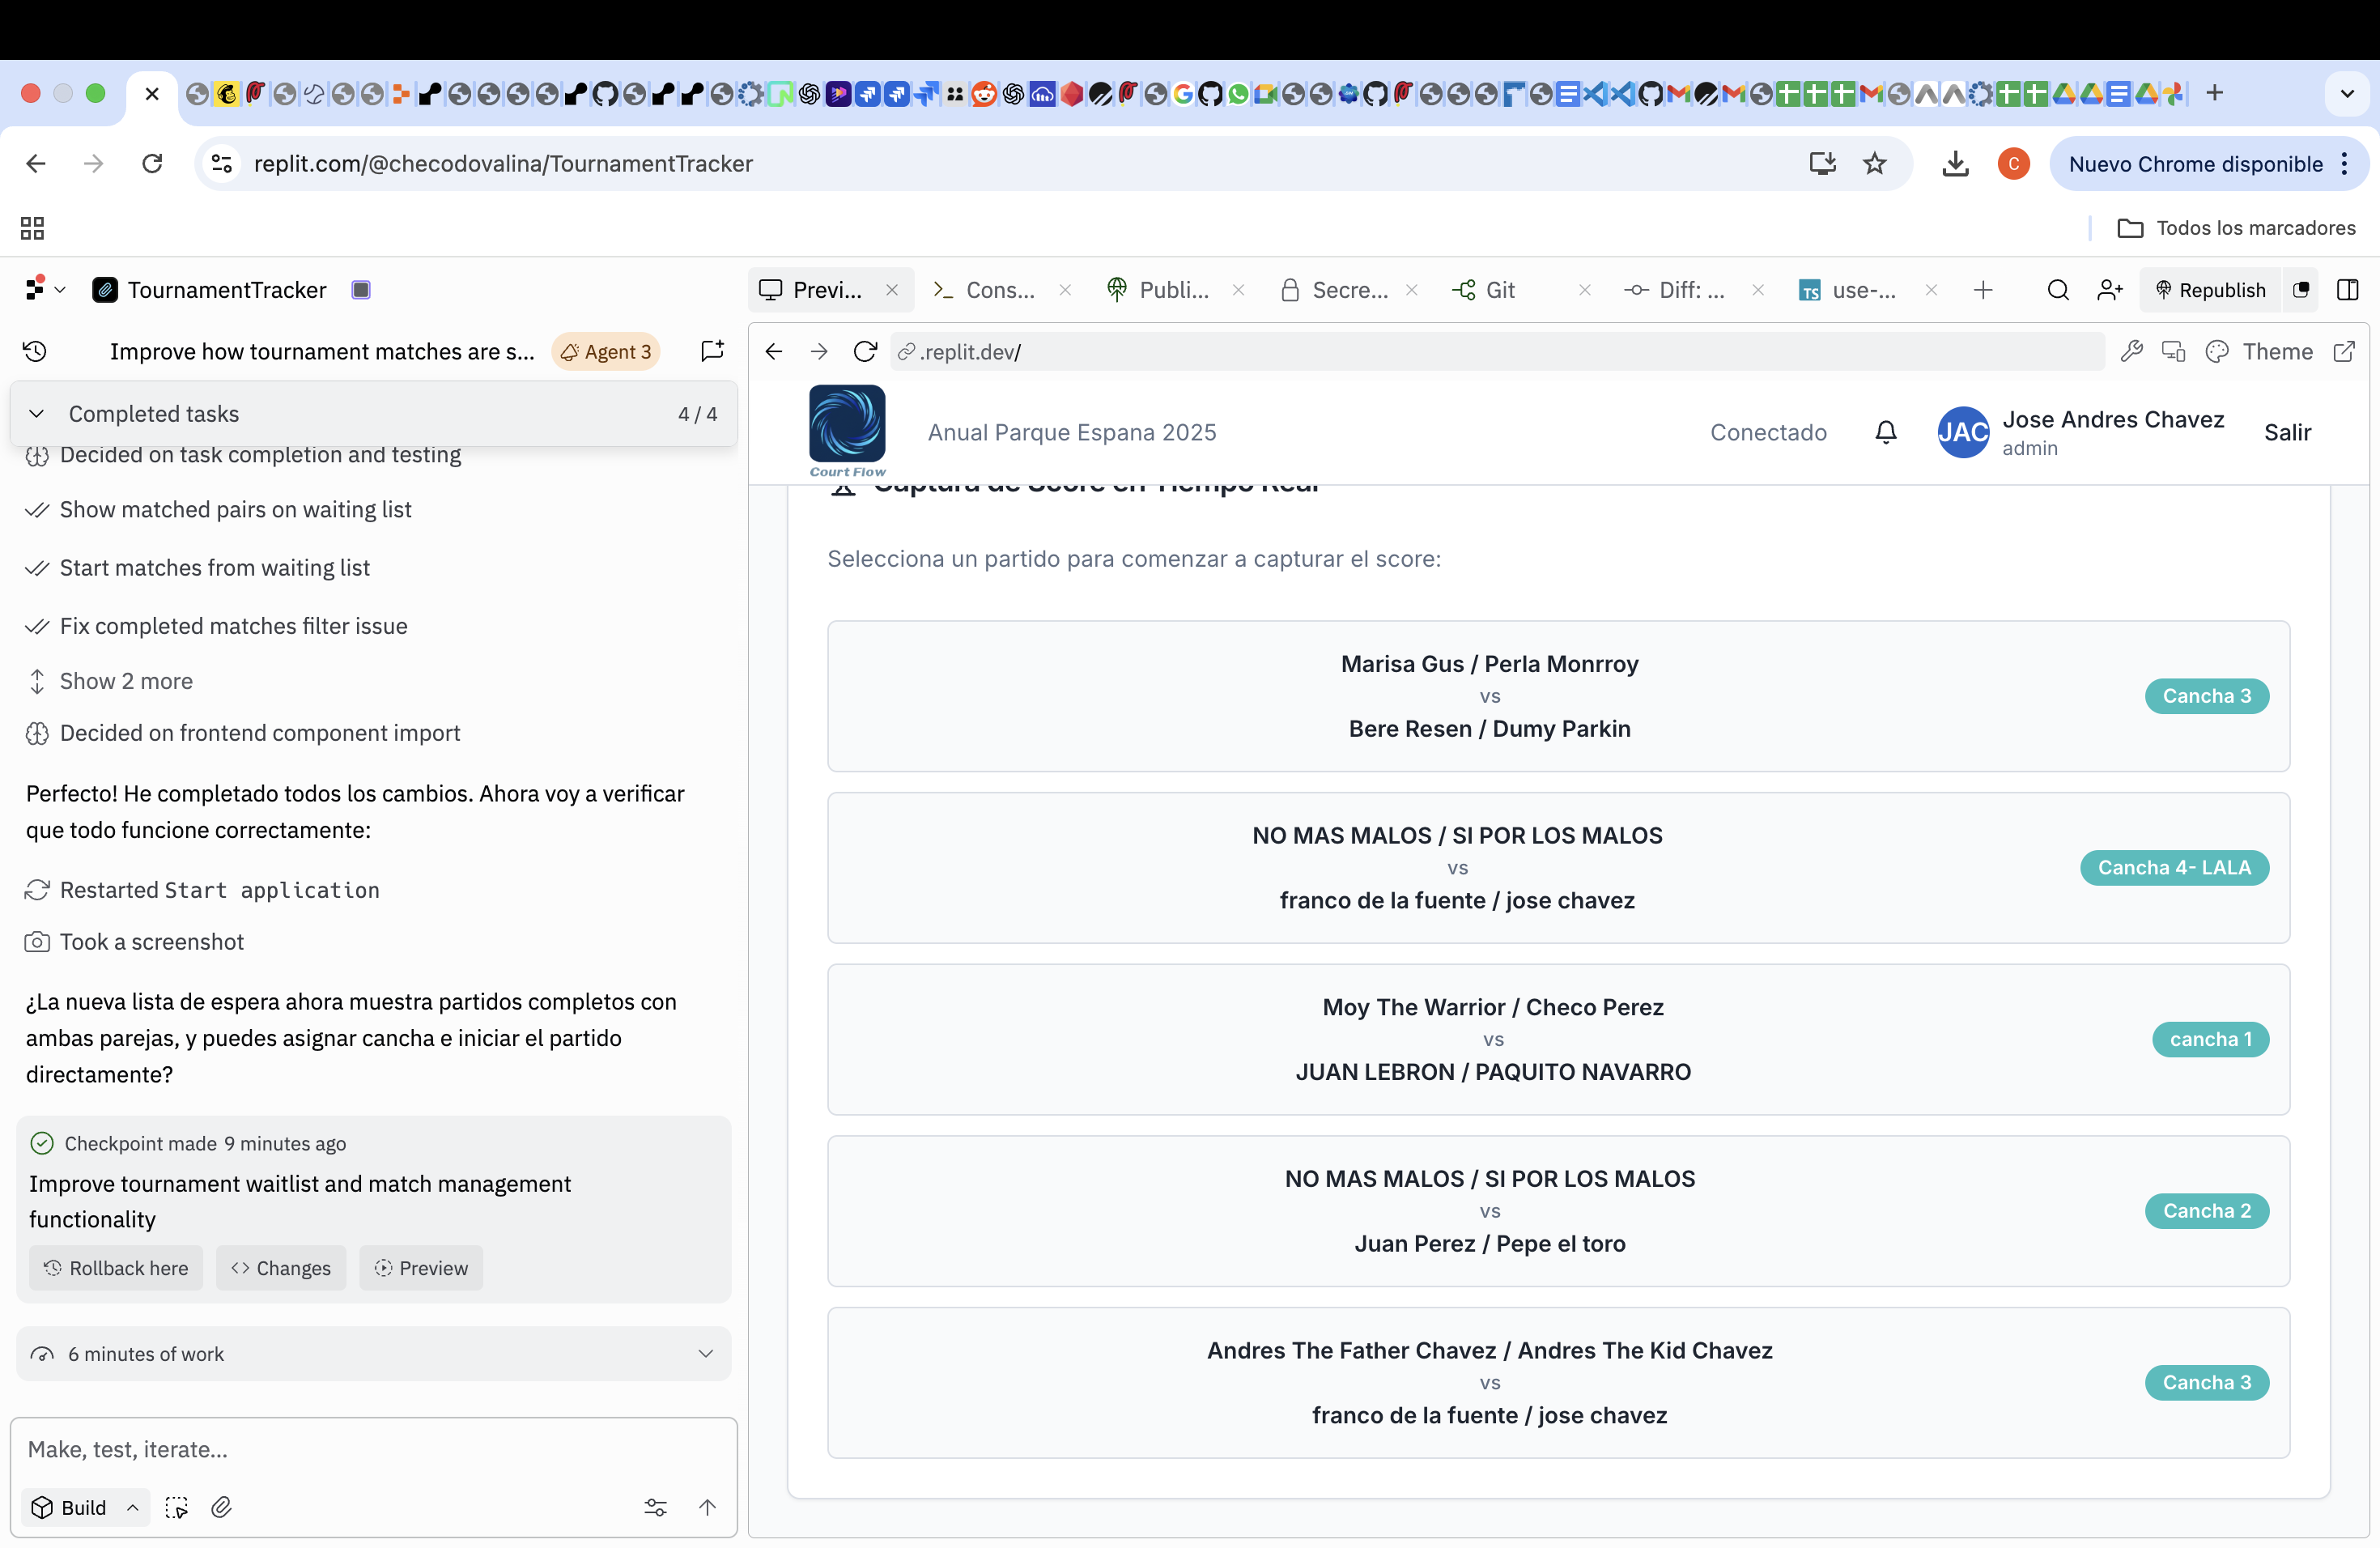 replit.com/@checodovalina/TournamentTracker
Nuevo Chrome disponible
Todos los marcadores
TournamentTracker
Previ...
Cons...
Publi...
Secre...
Git
Diff: ...
TS
use-...
Republish
Improve how tournament matches are s...
Agent 3
.replit.dev/
Theme
Completed tasks
4 / 4
Decided on task completion and testing
Show matched pairs on waiting list
Start matches from waiting list
Fix completed matches filter issue
Show 2 more
Decided on frontend component import
Perfecto! He completado todos los cambios. Ahora voy a verificar
que todo funcione correctamente:
Restarted Start application
Took a screenshot
¿La nueva lista de espera ahora muestra partidos completos con
ambas parejas, y puedes asignar cancha e iniciar el partido
directamente?
Checkpoint made 9 minutes ago
Improve tournament waitlist and match management
functionality
Rollback here
Changes
Preview
6 minutes of work
Make, test, iterate...
Build
Court Flow
Anual Parque Espana 2025
Conectado
JAC
Jose Andres Chavez
admin
Salir
Captura de Score en Tiempo Real
Selecciona un partido para comenzar a capturar el score:
Marisa Gus / Perla Monrroy
vs
Bere Resen / Dumy Parkin
Cancha 3
NO MAS MALOS / SI POR LOS MALOS
vs
franco de la fuente / jose chavez
Cancha 4- LALA
Moy The Warrior / Checo Perez
vs
JUAN LEBRON / PAQUITO NAVARRO
cancha 1
NO MAS MALOS / SI POR LOS MALOS
vs
Juan Perez / Pepe el toro
Cancha 2
Andres The Father Chavez / Andres The Kid Chavez
vs
franco de la fuente / jose chavez
Cancha 3
C